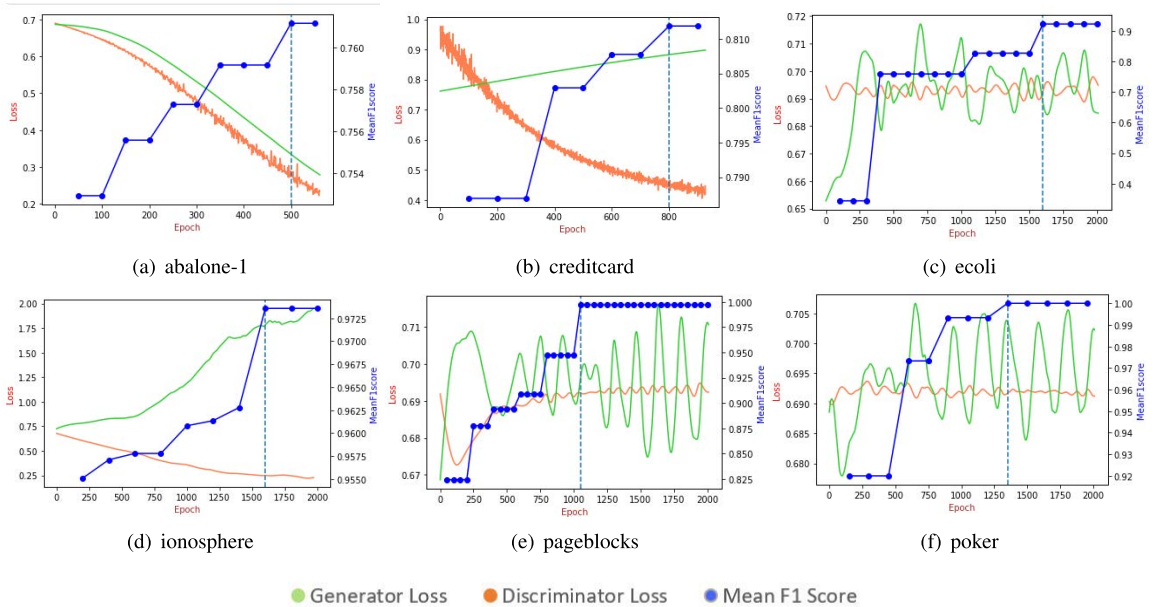 0.7
0.6
0.5
0.4
0.3
0.2
Loss
0 100 200 300 400 500
Epoch
0.760
0.758
0.756
0.754
MeanF1score
(a) abalone-1
1.0
0.9
0.8
0.7
0.6
0.5
0.4
Loss
0 200 400 600 800
Epoch
0.810
0.805
0.800
0.795
0.790
MeanF1score
(b) creditcard
0.72
0.71
0.70
0.69
0.68
0.67
0.66
0.65
Loss
0 250 500 750 1000 1250 1500 1750 2000
Epoch
0.9
0.8
0.7
0.6
0.5
0.4
MeanF1score
(c) ecoli
2.00
1.75
1.50
1.25
1.00
0.75
0.50
0.25
Loss
0 250 500 750 1000 1250 1500 1750 2000
Epoch
0.9725
0.9700
0.9675
0.9650
0.9625
0.9600
0.9575
0.9550
MeanF1score
(d) ionosphere
0.71
0.70
0.69
0.68
0.67
Loss
0 250 500 750 1000 1250 1500 1750 2000
Epoch
1.000
0.975
0.950
0.925
0.900
0.875
0.850
0.825
MeanF1score
(e) pageblocks
0.705
0.700
0.695
0.690
0.685
0.680
Loss
0 250 500 750 1000 1250 1500 1750 2000
Epoch
1.00
0.99
0.98
0.97
0.96
0.95
0.94
0.93
0.92
MeanF1score
(f) poker
Generator Loss Discriminator Loss Mean F1 Score